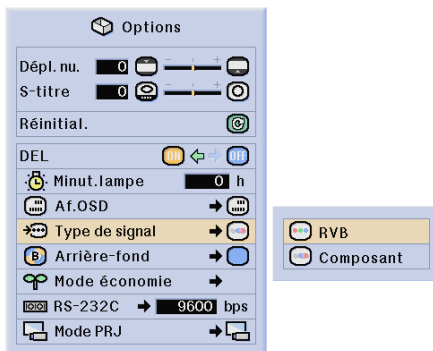 Options
Dépl. nu. 0 - +
S-titre 0 - +
Réinitial.
DEL ON OFF
Minut.lampe 0 h
Af.OSD
Type de signal
RVB
B Arrière-fond
Composant
Mode économie
RS-232C 9600 bps
Mode PRJ